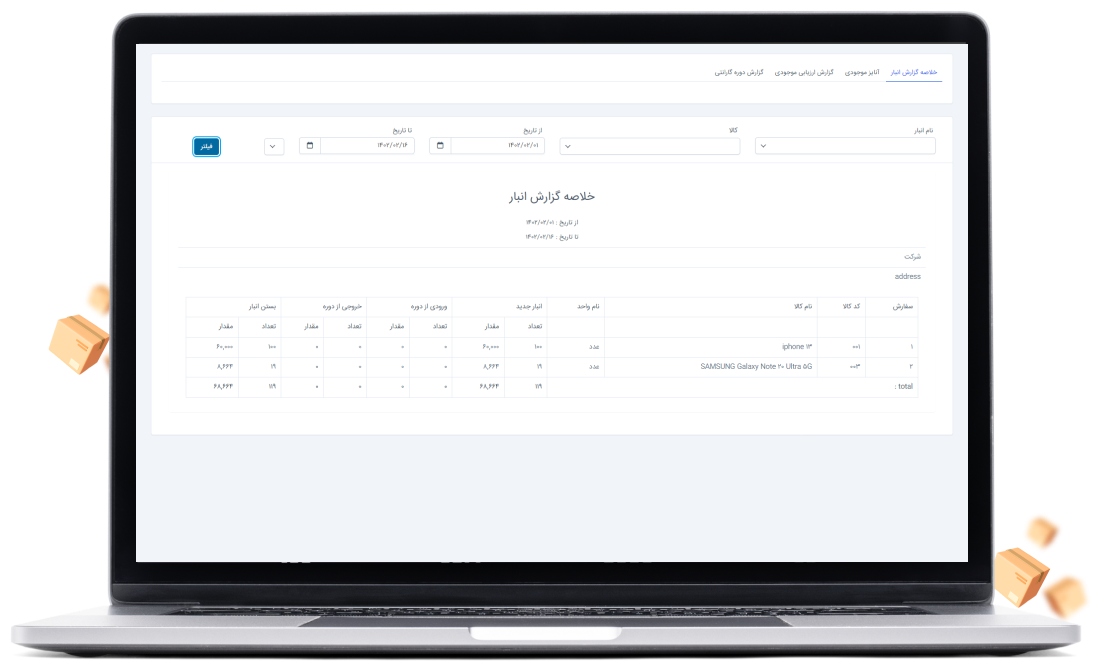 خلاصه گزارش انبار آنالیز موجودی گزارش ارزیابی موجودی گزارش دوره گارانتی
نام انبار کالا از تاریخ تا تاریخ
۱۴۰۲/۰۲/۰۱ ۱۴۰۲/۰۲/۱۶ فیلتر
خلاصه گزارش انبار
از تاریخ : ۱۴۰۲/۰۲/۰۱
تا تاریخ : ۱۴۰۲/۰۲/۱۶
شرکت
address
سفارش کد کالا نام کالا نام واحد انبار جدید ورودی از دوره خروجی از دوره بستن انبار
تعداد مقدار تعداد مقدار تعداد مقدار تعداد مقدار
۱ ۰۰۱ iphone ۱۳ عدد ۱۰۰ ۶۰,۰۰۰ ۰ ۰ ۰ ۰ ۱۰۰ ۶۰,۰۰۰
۲ ۰۰۳ SAMSUNG Galaxy Note ۲۰ Ultra ۵G عدد ۱۹ ۸,۶۶۴ ۰ ۰ ۰ ۰ ۱۹ ۸,۶۶۴
total : ۱۱۹ ۶۸,۶۶۴ ۰ ۰ ۰ ۰ ۱۱۹ ۶۸,۶۶۴